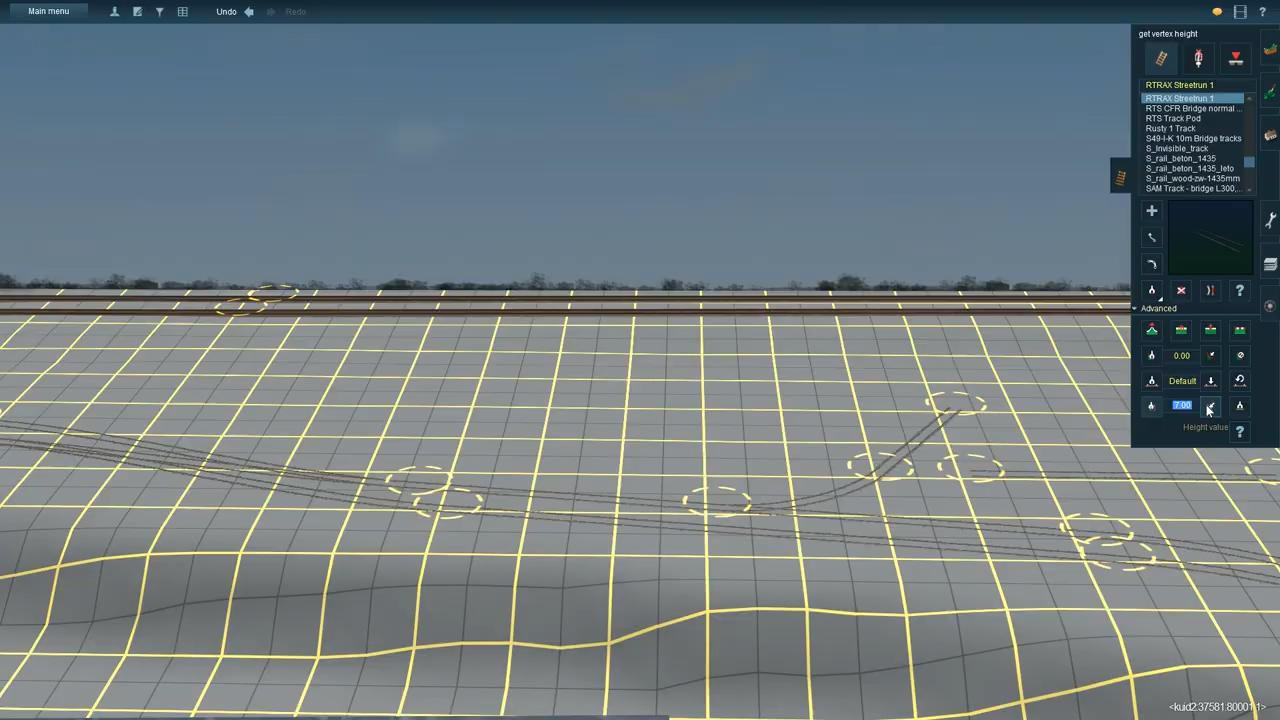 Main menu
Undo
Redo
?
get vertex height
RTRAX Streetrun 1
RTRAX Streetrun 1
RTS CFR Bridge normal ...
RTS Track Pod
Rusty 1 Track
S49-I-K 10m Bridge tracks
S_Invisible_track
S_rail_beton_1435
S_rail_beton_1435_leto
S_rail_wood-zw-1435mm
SAM Track - bridge L300,...
?
Advanced
0.00
Default
7.00
Height value
?
<kuid2:37581:80001:1>